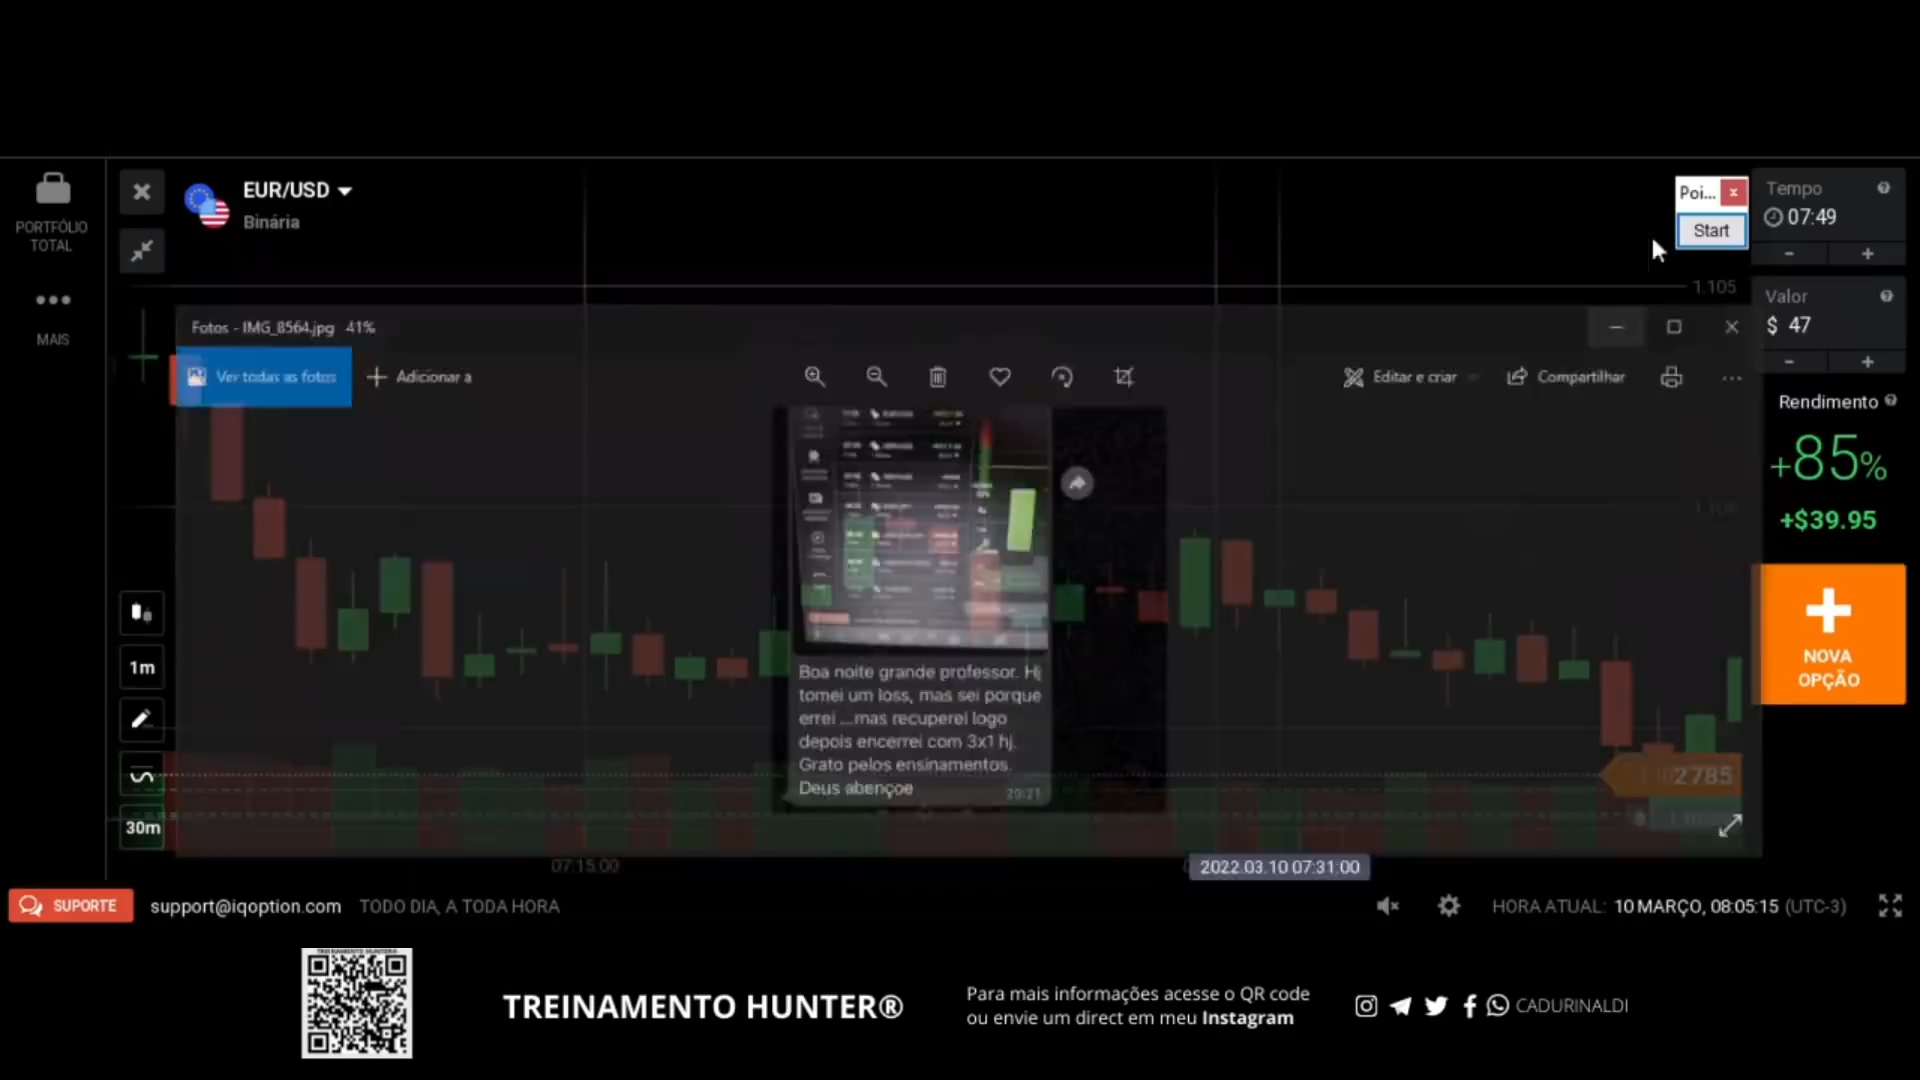 EUR/USD
Binária
PORTFÓLIO
TOTAL
MAIS
Poi...
Start
Tempo
07:49
1.105
Valor
$ 47
Fotos - IMG_8564.jpg 41%
Ver todas as fotos
Adicionar a
Editar e criar
Compartilhar
Rendimento
+85%
+$39.95
NOVA
OPÇÃO
1m
30m
Boa noite grande professor. Hj
tomei um loss, mas sei porque
errei ...mas recuperei logo
depois encerrei com 3x1 hj.
Grato pelos ensinamentos.
Deus abençoe
20:21
2785
07:15:00
2022.03.10 07:31:00
SUPORTE
support@iqoption.com
TODO DIA, A TODA HORA
HORA ATUAL: 10 MARÇO, 08:05:15 (UTC-3)
TREINAMENTO HUNTER®
Para mais informações acesse o QR code
ou envie um direct em meu Instagram
CADURINALDI